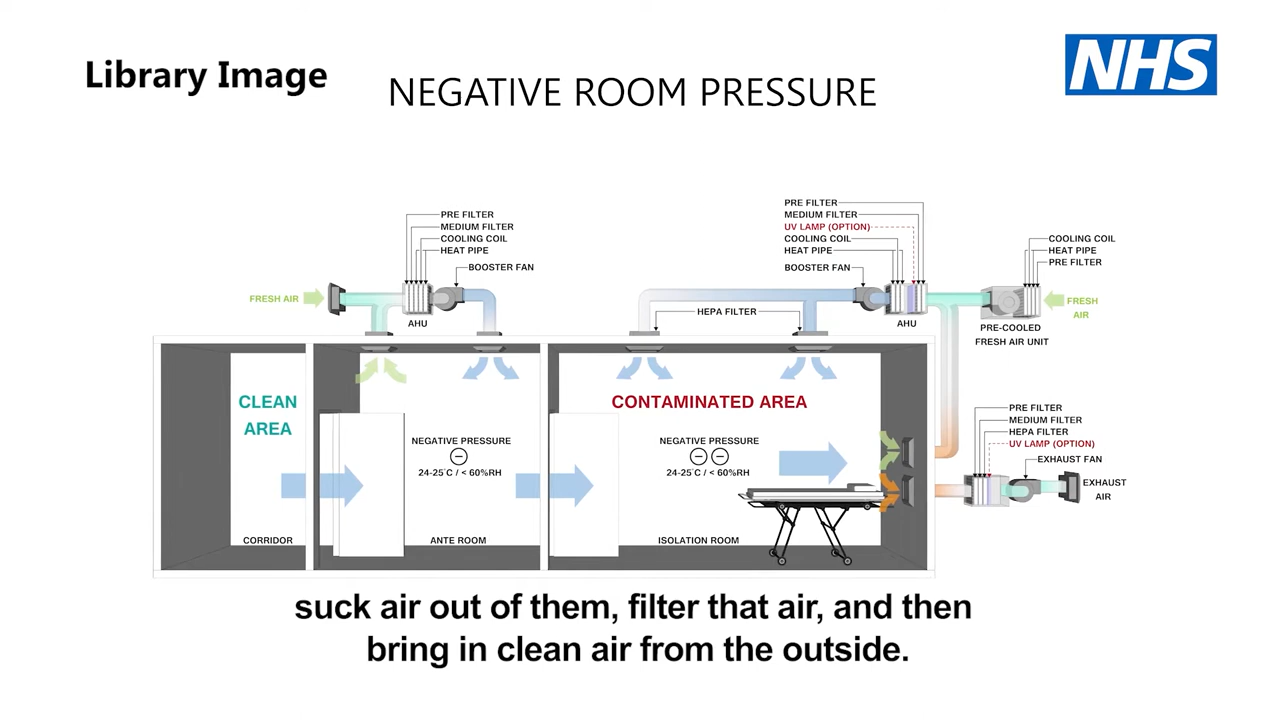 Library Image
NEGATIVE ROOM PRESSURE
NHS
PRE FILTER
MEDIUM FILTER
COOLING COIL
HEAT PIPE
BOOSTER FAN
FRESH AIR
AHU
PRE FILTER
MEDIUM FILTER
UV LAMP (OPTION)
COOLING COIL
HEAT PIPE
BOOSTER FAN
HEPA FILTER
AHU
COOLING COIL
HEAT PIPE
PRE FILTER
FRESH
AIR
PRE-COOLED
FRESH AIR UNIT
CLEAN
AREA
CONTAMINATED AREA
NEGATIVE PRESSURE
24-25°C / < 60%RH
NEGATIVE PRESSURE
24-25°C / < 60%RH
PRE FILTER
MEDIUM FILTER
HEPA FILTER
UV LAMP (OPTION)
EXHAUST FAN
EXHAUST
AIR
CORRIDOR
ANTE ROOM
ISOLATION ROOM
suck air out of them, filter that air, and then
bring in clean air from the outside.